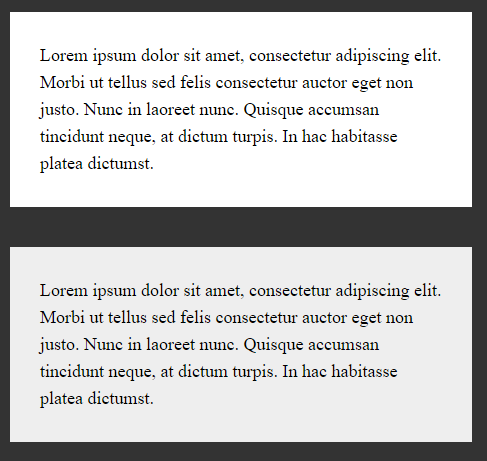 Lorem ipsum dolor sit amet, consectetur adipiscing elit.
Morbi ut tellus sed felis consectetur auctor eget non
justo. Nunc in laoreet nunc. Quisque accumsan
tincidunt neque, at dictum turpis. In hac habitasse
platea dictumst.
Lorem ipsum dolor sit amet, consectetur adipiscing elit.
Morbi ut tellus sed felis consectetur auctor eget non
justo. Nunc in laoreet nunc. Quisque accumsan
tincidunt neque, at dictum turpis. In hac habitasse
platea dictumst.